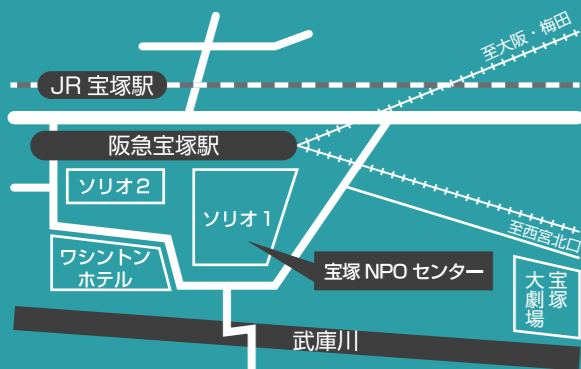 至大阪・梅田
JR 宝塚駅
阪急宝塚駅
ソリオ2
ソリオ1
至西宮北口
ワシントン
ホテル
宝塚 NPO センター
宝塚
大劇場
武庫川